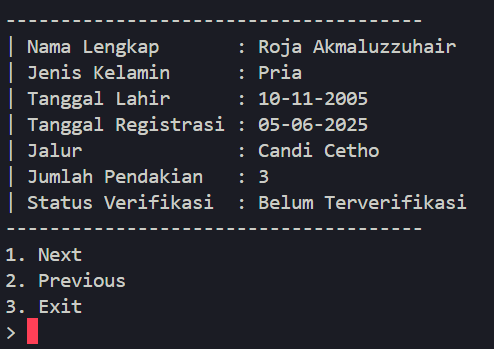 ---------------------------------------
| Nama Lengkap       : Roja Akmaluzzuhair
| Jenis Kelamin      : Pria
| Tanggal Lahir      : 10-11-2005
| Tanggal Registrasi : 05-06-2025
| Jalur              : Candi Cetho
| Jumlah Pendakian   : 3
| Status Verifikasi  : Belum Terverifikasi
---------------------------------------
1. Next
2. Previous
3. Exit
>